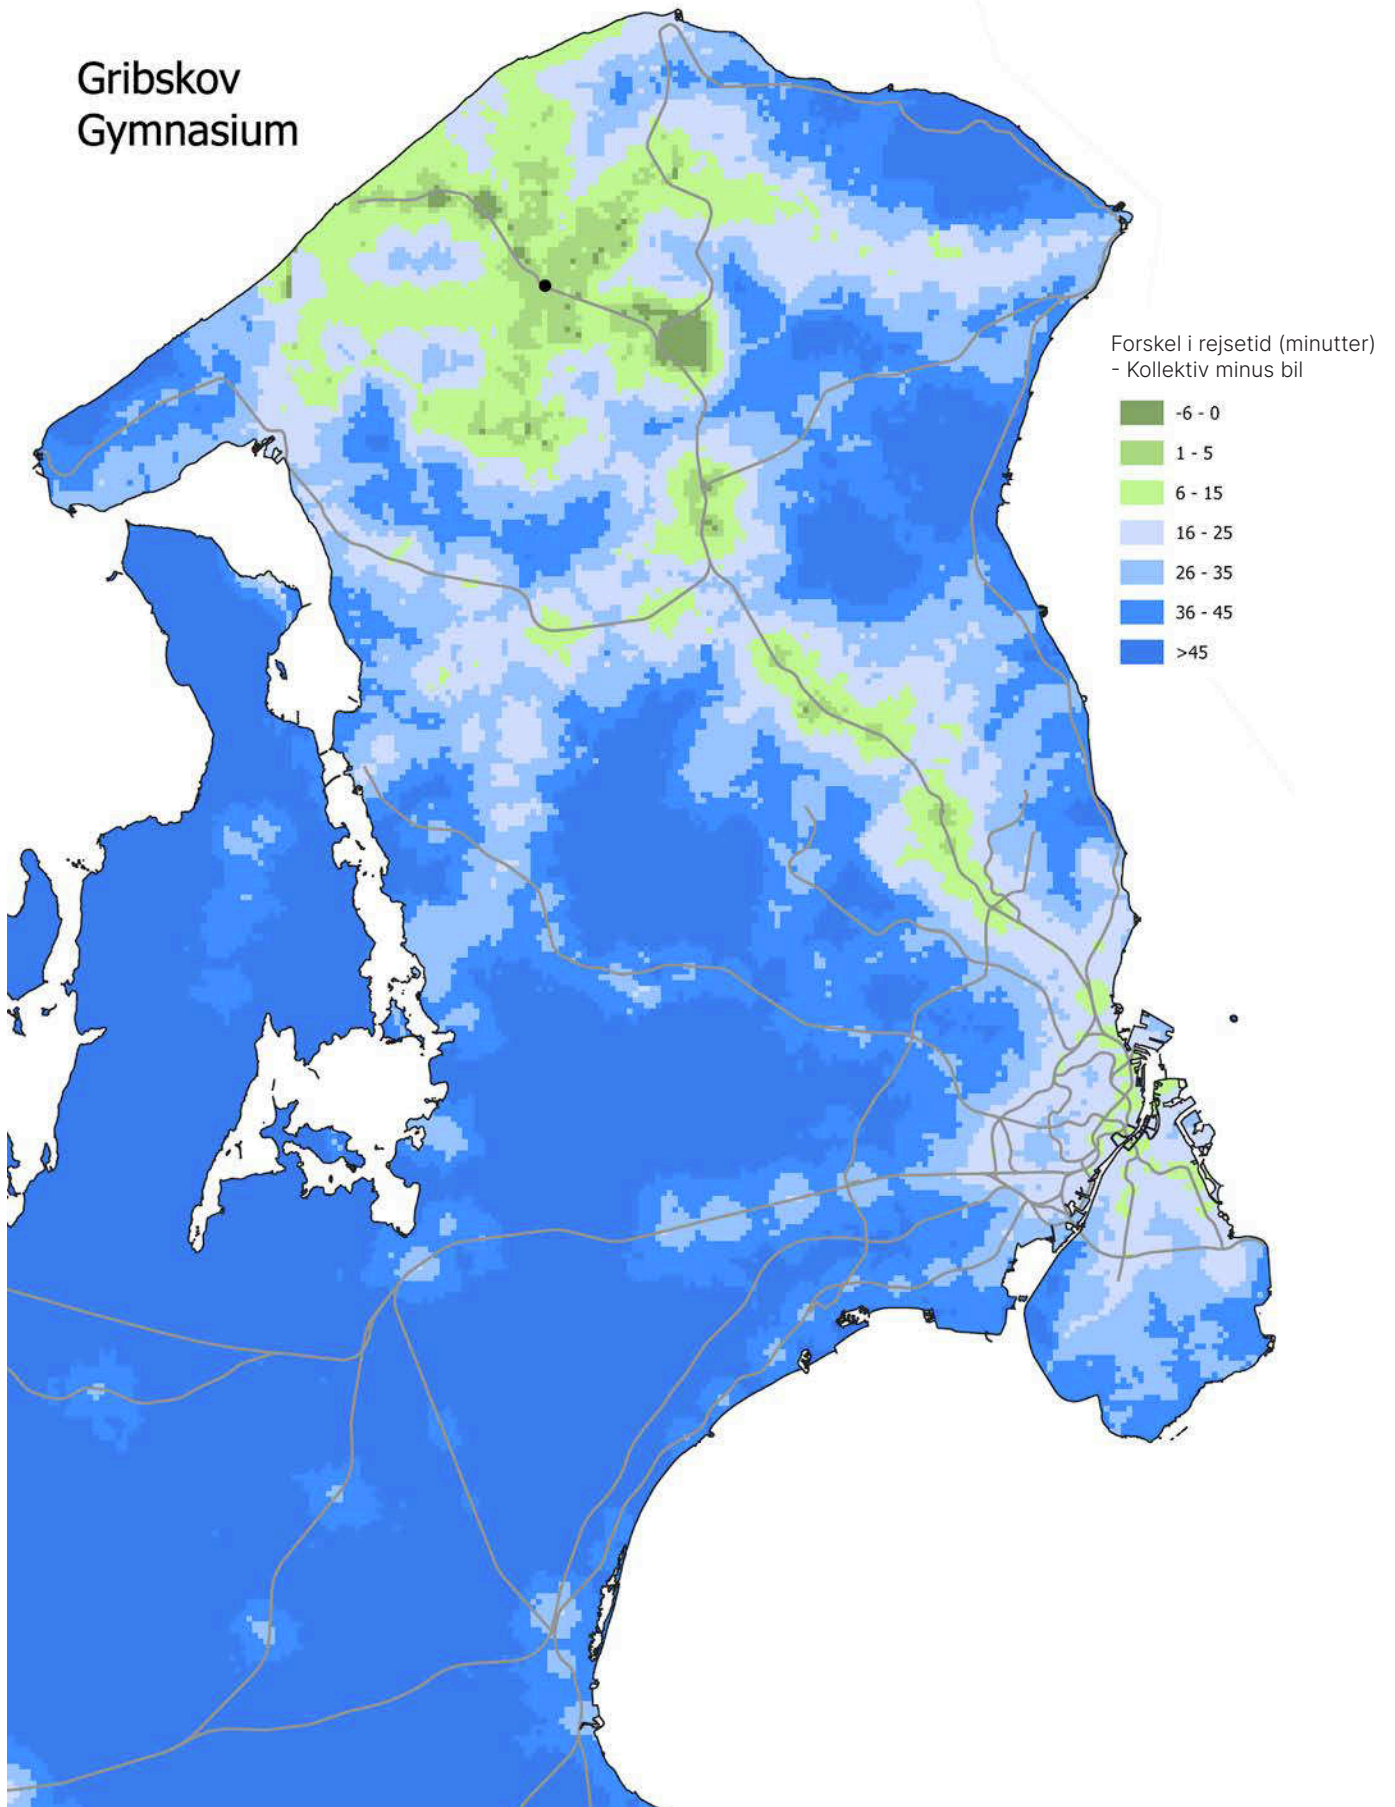 Gribskov
Gymnasium
Forskel i rejsetid (minutter)
- Kollektiv minus bil
-6 - 0
1 - 5
6 - 15
16 - 25
26 - 35
36 - 45
>45